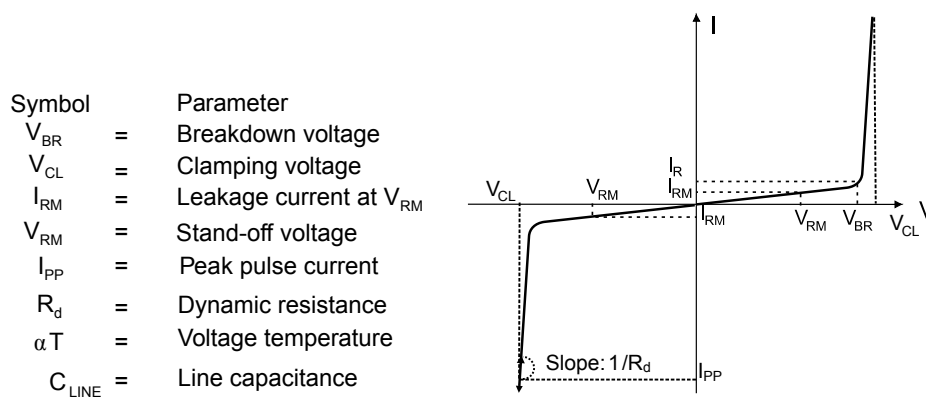 Symbol Parameter
V_BR = Breakdown voltage
V_CL = Clamping voltage
I_RM = Leakage current at V_RM
V_RM = Stand-off voltage
I_PP = Peak pulse current
R_d = Dynamic resistance
αT = Voltage temperature
C_LINE = Line capacitance
I
I_R
V_CL V_RM I_RM
I_RM V_RM V_BR V_CL V
Slope: 1/R_d I_PP